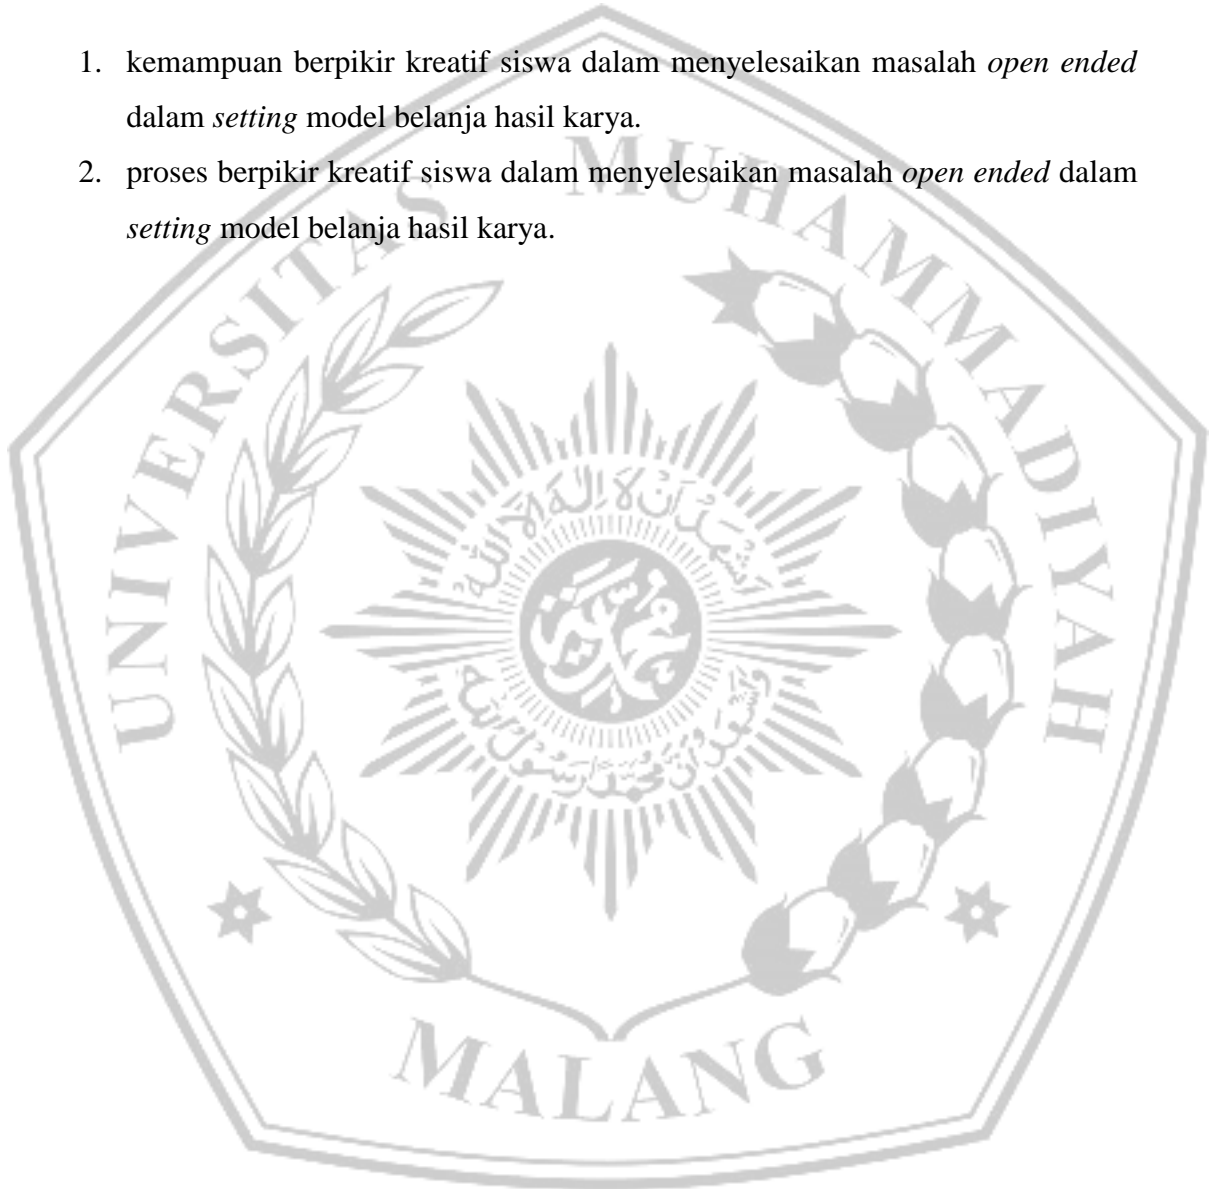 1. kemampuan berpikir kreatif siswa dalam menyelesaikan masalah open ended
dalam setting model belanja hasil karya.
2. proses berpikir kreatif siswa dalam menyelesaikan masalah open ended dalam
setting model belanja hasil karya.
UNIVERSITAS MUHAMMADIYAH
MALANG